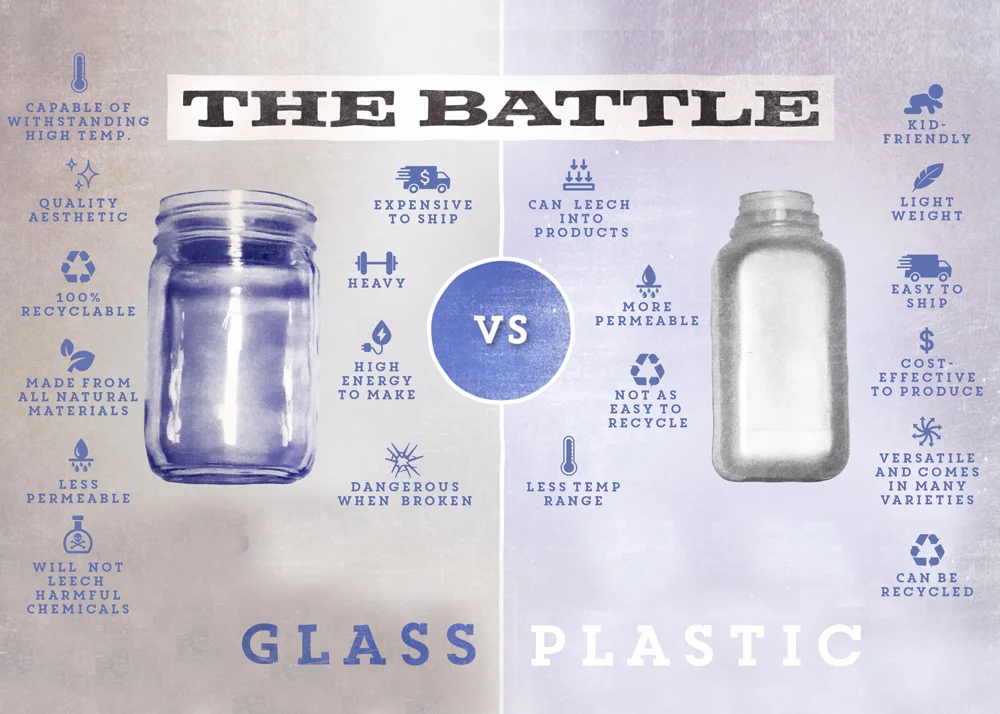 THE BATTLE
CAPABLE OF
WITHSTANDING
HIGH TEMP.
QUALITY
AESTHETIC
100%
RECYCLABLE
MADE FROM
ALL NATURAL
MATERIALS
LESS
PERMEABLE
WILL NOT
LEECH
HARMFUL
CHEMICALS
$
EXPENSIVE
TO SHIP
HEAVY
HIGH
ENERGY
TO MAKE
DANGEROUS
WHEN BROKEN
VS
CAN LEECH
INTO
PRODUCTS
MORE
PERMEABLE
NOT AS
EASY TO
RECYCLE
LESS TEMP
RANGE
KID-
FRIENDLY
LIGHT
WEIGHT
EASY TO
SHIP
$
COST-
EFFECTIVE
TO PRODUCE
VERSATILE
AND COMES
IN MANY
VARIETIES
CAN BE
RECYCLED
GLASS
PLASTIC